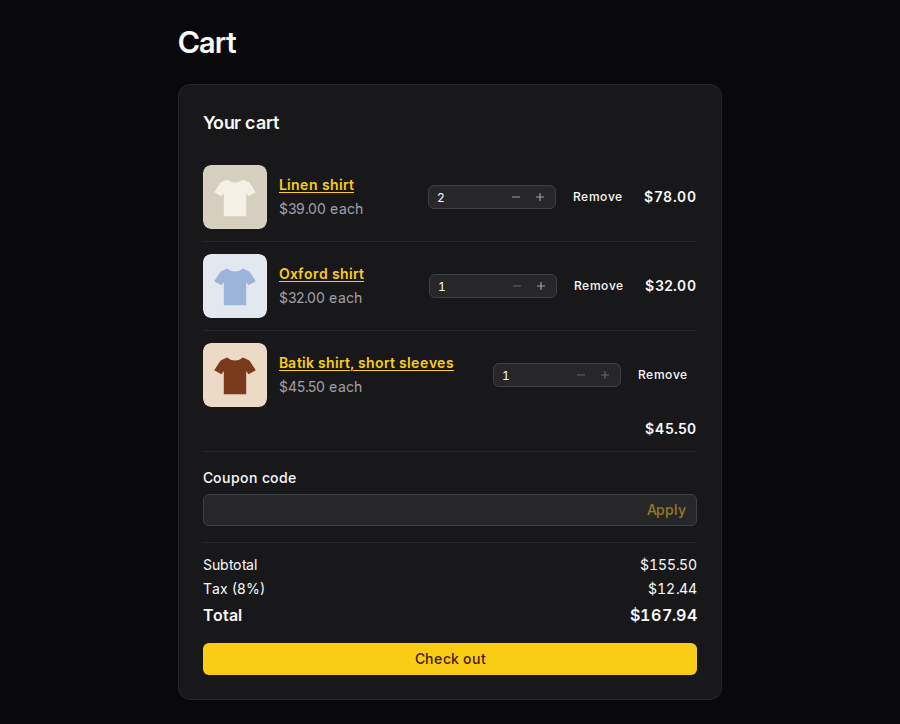 Cart
Your cart
Linen shirt
$39.00 each
2 − +
Remove
$78.00
Oxford shirt
$32.00 each
1 − +
Remove
$32.00
Batik shirt, short sleeves
$45.50 each
1 − +
Remove
$45.50
Coupon code
Apply
Subtotal $155.50
Tax (8%) $12.44
Total $167.94
Check out